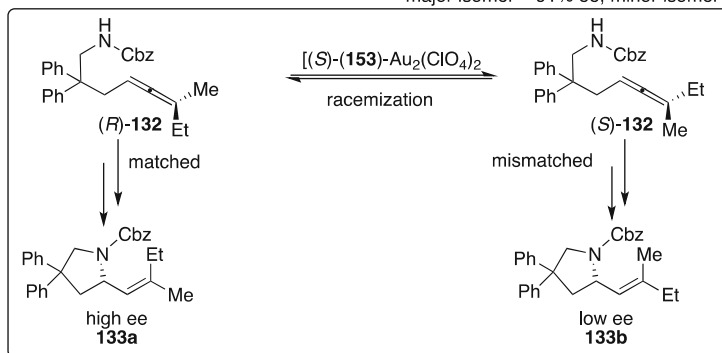 major isomer = 91% ee; minor isomer
H
N
Cbz
Ph
Ph
Me
Et
(R)-132
[(S)-(153)-Au2(ClO4)2
racemization
H
N
Cbz
Ph
Ph
Et
Me
(S)-132
matched
mismatched
Cbz
N
Et
Ph
Ph
Me
high ee
133a
Cbz
N
Me
Ph
Ph
Et
low ee
133b